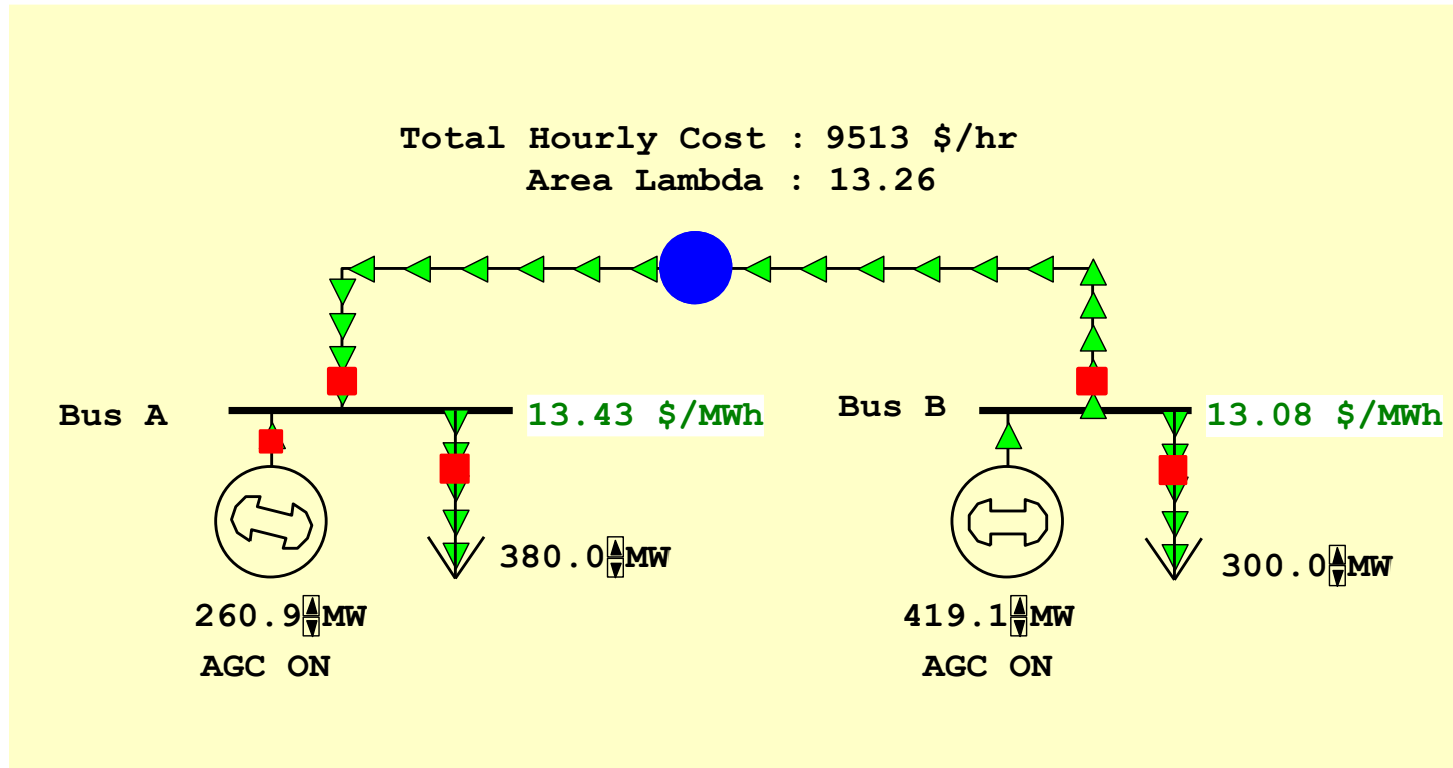 Total Hourly Cost : 9513 $/hr
Area Lambda : 13.26
Bus A
13.43 $/MWh
Bus B
13.08 $/MWh
380.0 MW
300.0 MW
260.9 MW
419.1 MW
AGC ON
AGC ON